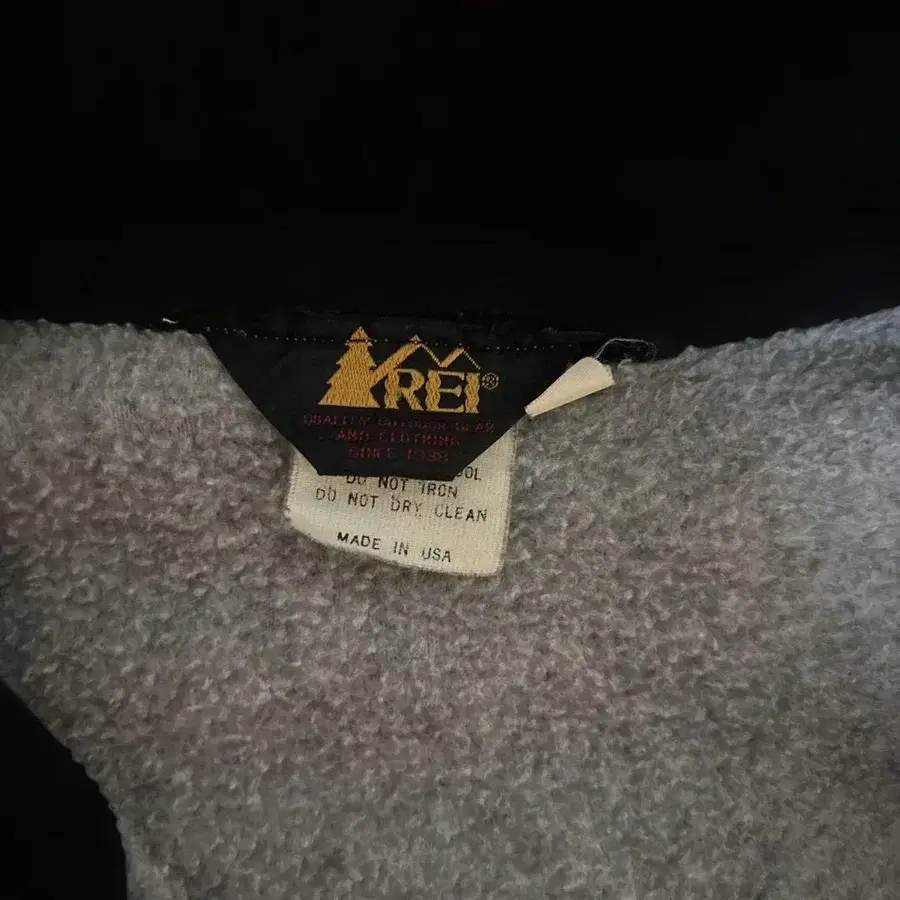 REI®
QUALITY OUTDOOR GEAR
AND CLOTHING
SINCE 1938
DO NOT IRON
DO NOT DRY CLEAN
MADE IN USA